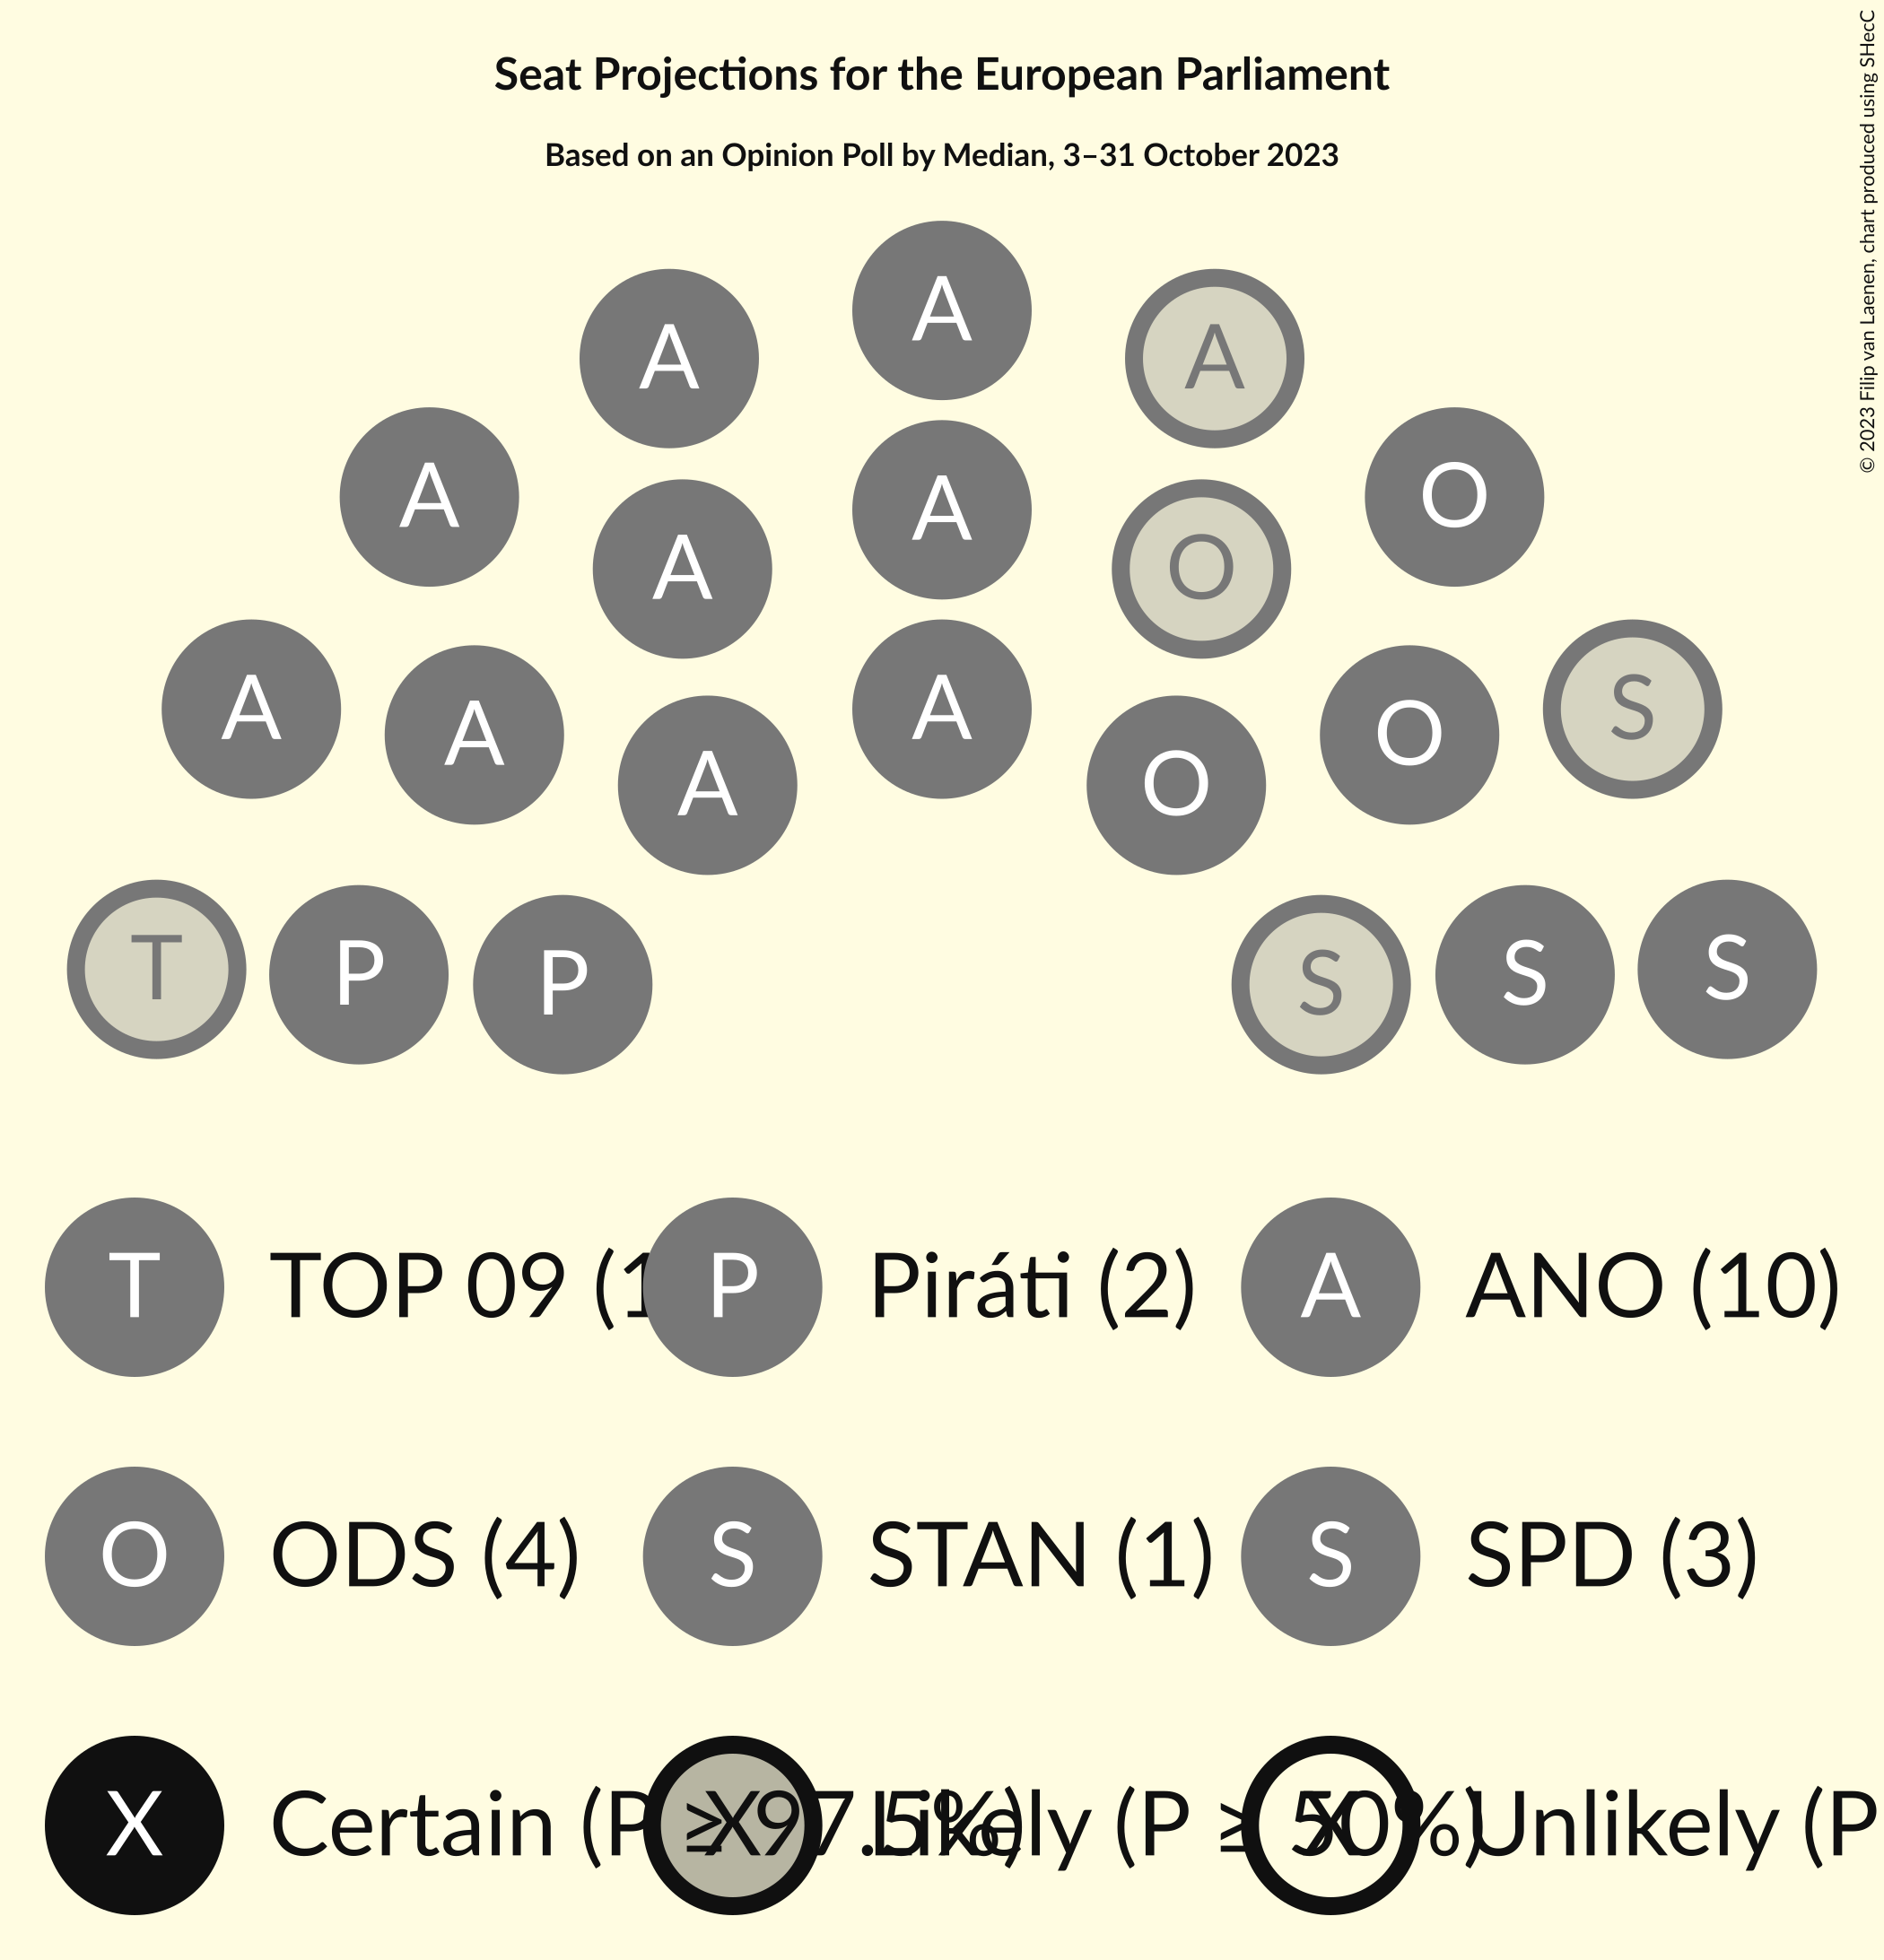 Seat Projections for the European Parliament
Based on an Opinion Poll by Median, 3–31 October 2023
© 2023 Filip van Laenen, chart produced using SHecC
A
A
A
A
O
A
A
O
A
A
A
A
O
O
S
T
P
P
S
S
S
T TOP 09 (1 P Piráti (2) A ANO (10)
O ODS (4) S STAN (1) S SPD (3)
X Certain (P ≥ 97.5%) X Likely (P ≥ 50%) X Unlikely (P